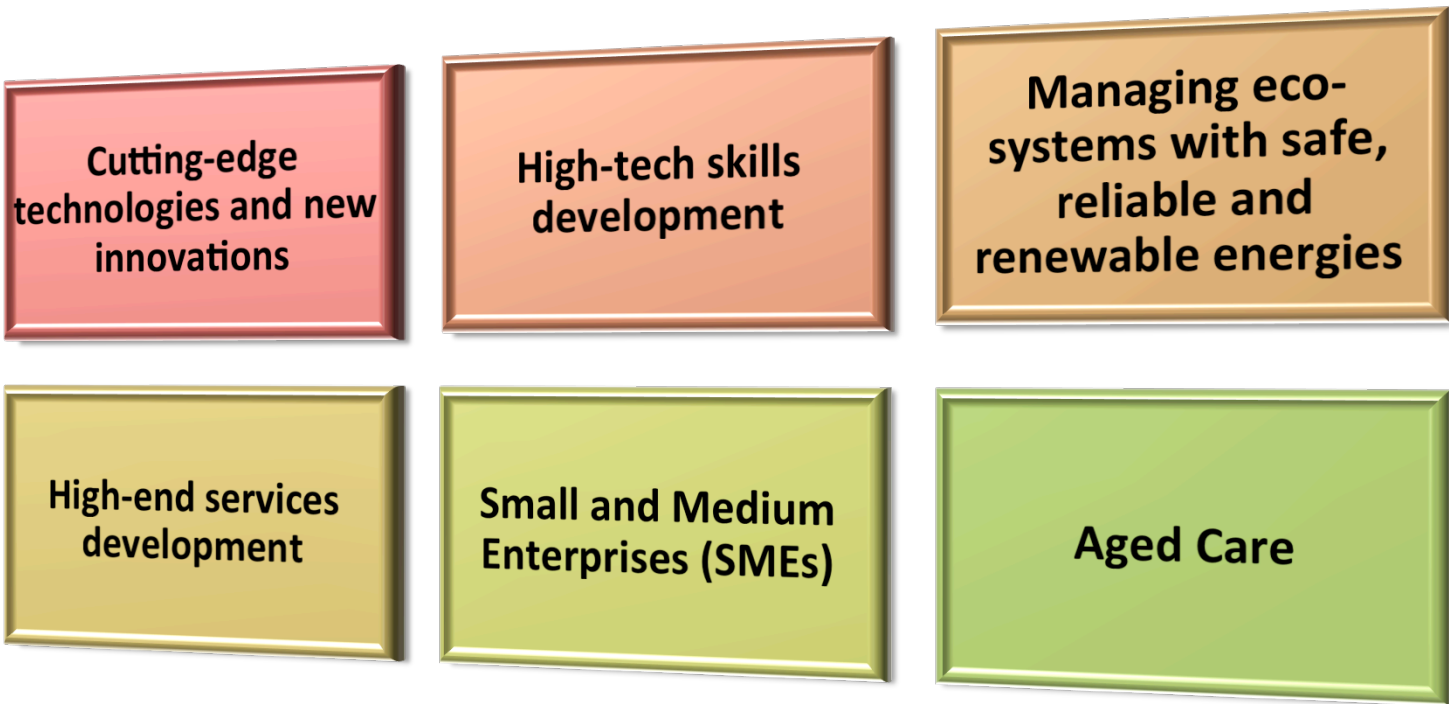 Cutting-edge
technologies and new
innovations
High-tech skills
development
Managing eco-
systems with safe,
reliable and
renewable energies
High-end services
development
Small and Medium
Enterprises (SMEs)
Aged Care